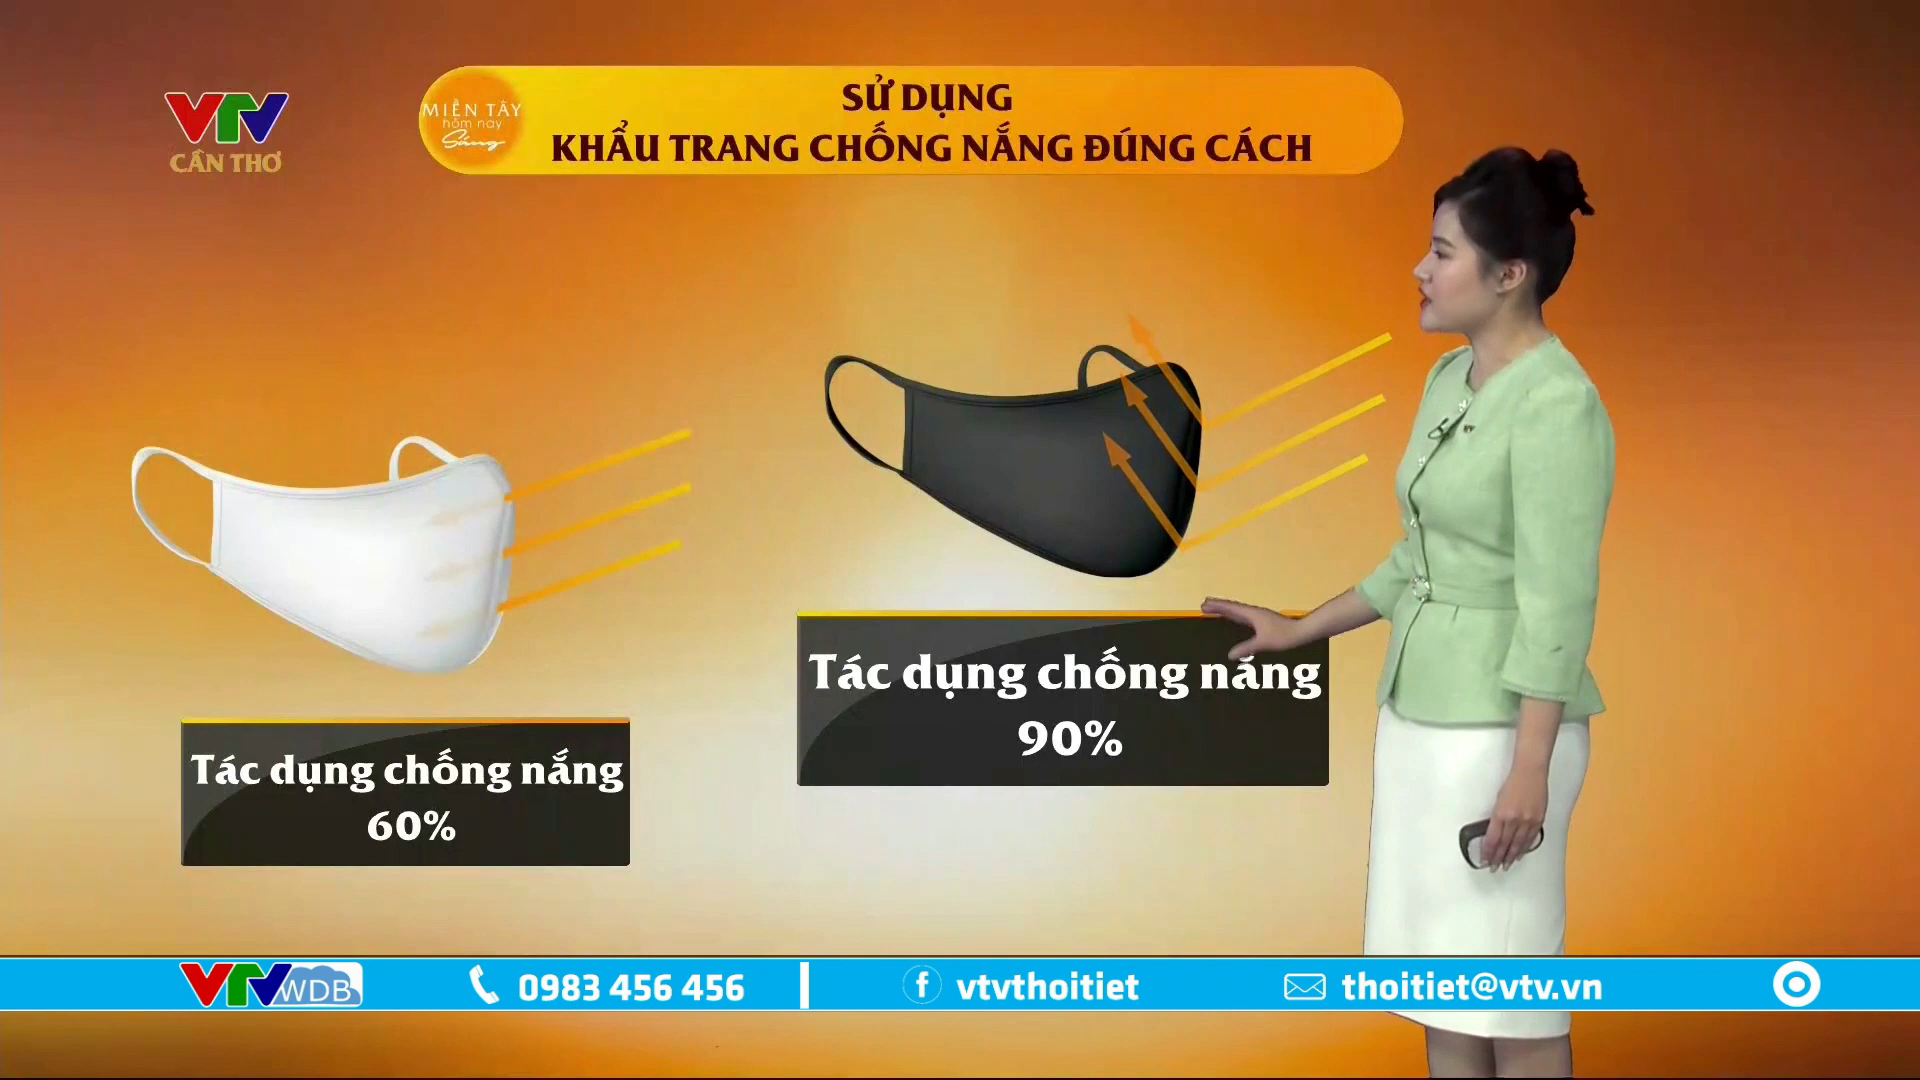 VTV
CẦN THƠ
MIỀN TÂY
hôm nay
Sáng
SỬ DỤNG
KHẨU TRANG CHỐNG NẮNG ĐÚNG CÁCH
Tác dụng chống nắng
60%
Tác dụng chống nắng
90%
VTV WDB
0983 456 456
vtvthoitiet
thoitiet@vtv.vn